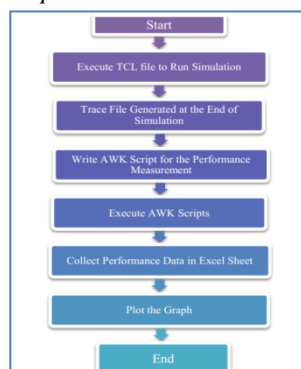 Start
Execute TCL file to Run Simulation
Trace File Generated at the End of
Simulation
Write AWK Script for the Performance
Measurement
Execute AWK Scripts
Collect Performance Data in Excel Sheet
Plot the Graph
End